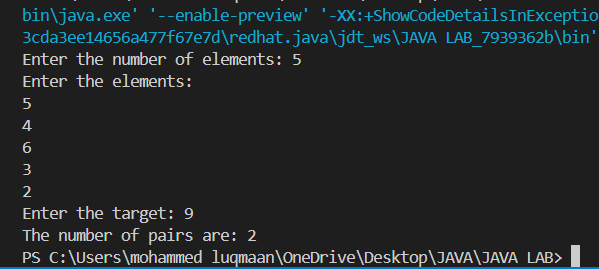 bin\java.exe' '--enable-preview' '-XX:+ShowCodeDetailsInExceptio
3cda3ee14656a477f67e7d\redhat.java\jdt_ws\JAVA LAB_7939362b\bin'
Enter the number of elements: 5
Enter the elements:
5
4
6
3
2
Enter the target: 9
The number of pairs are: 2
PS C:\Users\mohammed luqmaan\OneDrive\Desktop\JAVA\JAVA LAB>